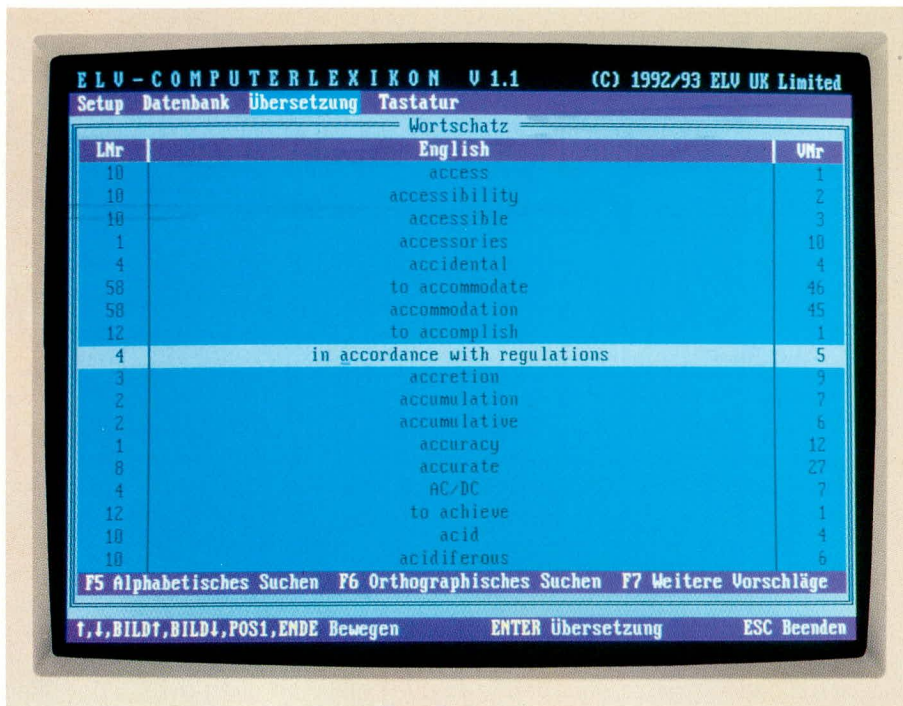 ELV-COMPUTERLEXIKON V 1.1 (C) 1992/93 ELV UK Limited
Setup Datenbank Übersetzung Tastatur
Wortschatz
LNr English VNr
10 access 1
10 accessibility 2
10 accessible 3
1 accessories 10
4 accidental 4
58 to accommodate 46
58 accommodation 45
12 to accomplish 1
4 in accordance with regulations 5
3 accretion 9
2 accumulation 7
2 accumulative 6
1 accuracy 12
8 accurate 27
4 AC/DC 7
12 to achieve 1
10 acid 4
10 acidiferous 6
F5 Alphabetisches Suchen F6 Orthographisches Suchen F7 Weitere Vorschläge
↑,↓,BILD↑,BILD↓,POS1,ENDE Bewegen ENTER Übersetzung ESC Beenden